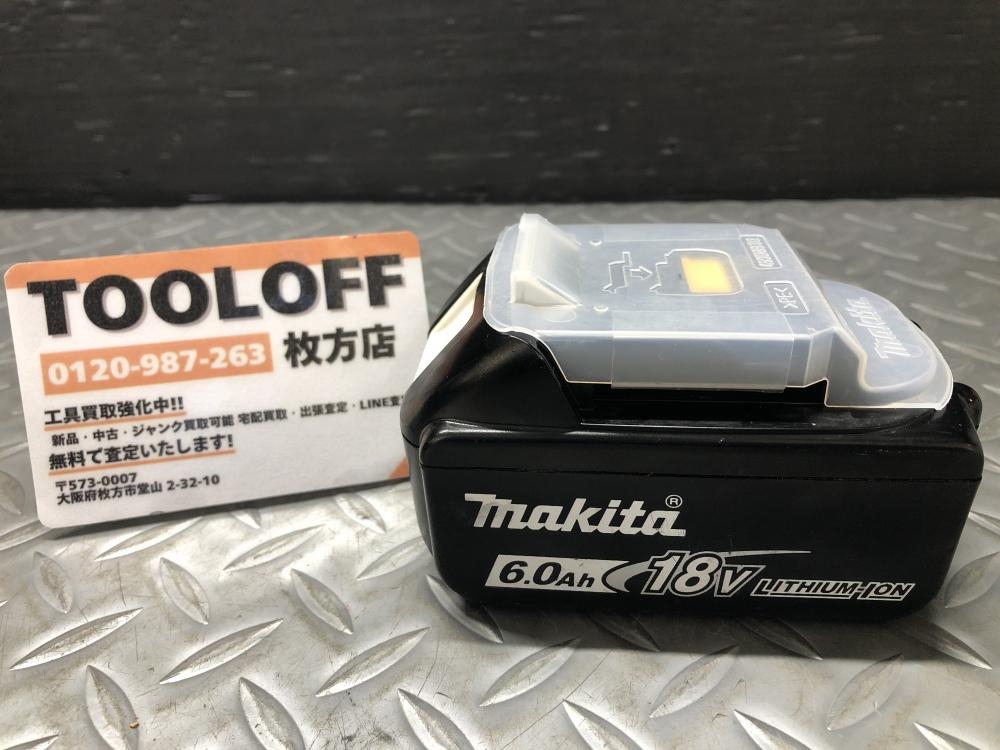 TOOLOFF
0120-987-263 枚方店
工具買取強化中!!
新品・中古・ジャンク買取可能 宅配買取・出張査定・LINE査
無料で査定いたします!
〒573-0007
大阪府枚方市堂山 2-32-10
>PE<
makita
makita®
6.0Ah 18V LITHIUM-ION